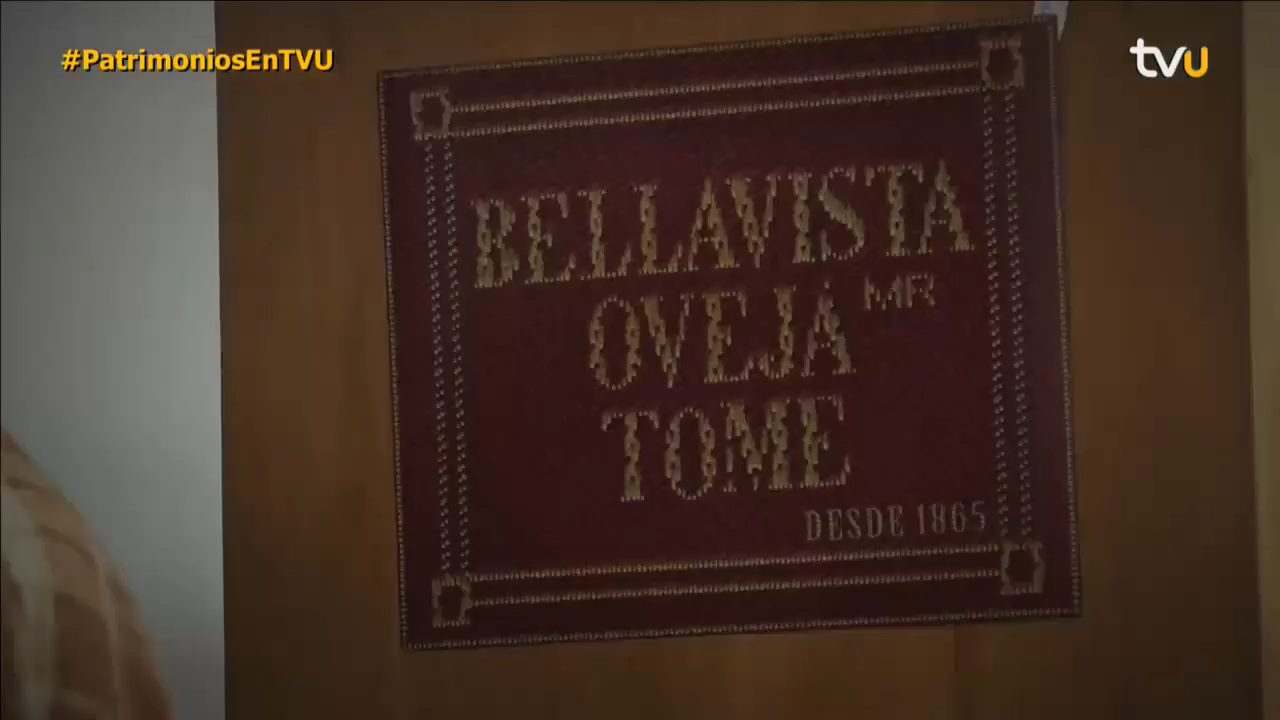 #PatrimoniosEnTVU
tvu
BELLAVISTA
OVEJA MR
TOME
DESDE 1865